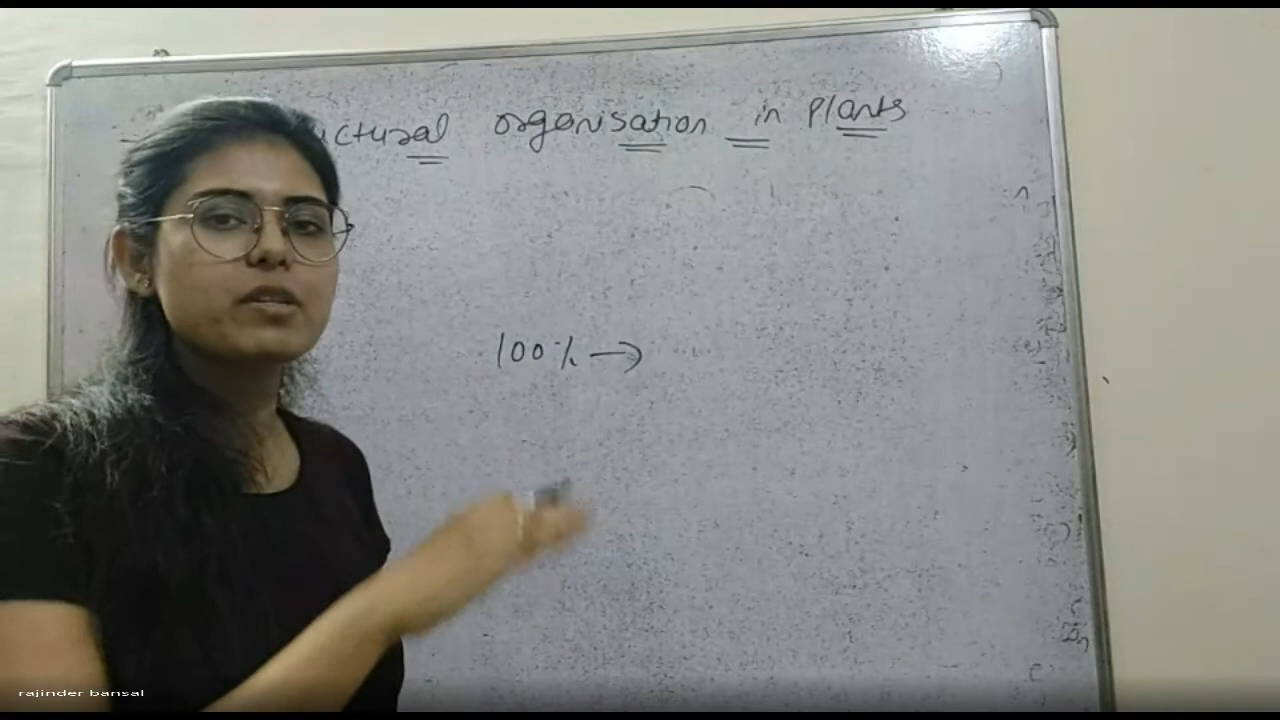 uctural organisation in Plants
100% →
rajinder bansal